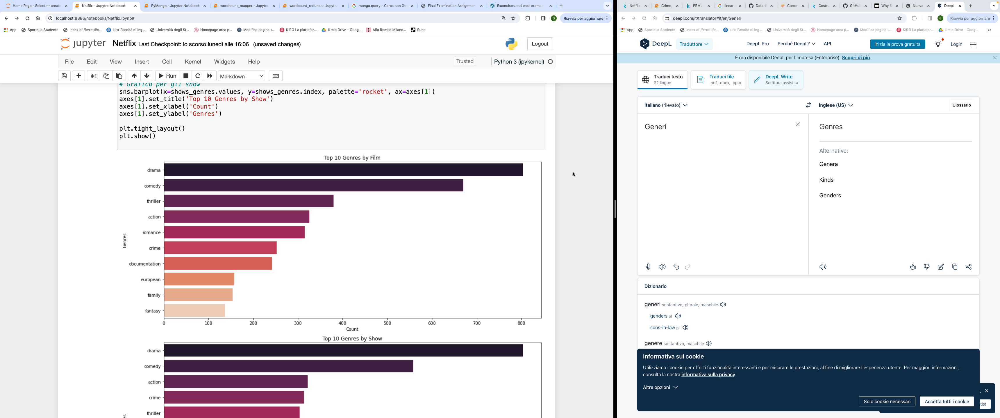 Home Page - Select or create
Netflix - Jupyter Notebook
PyMongo - Jupyter Notebook
wordcount_mapper - Jupyter
wordcount_reducer - Jupyter
mongo query - Cerca con Go
Final Examination Assignmen
Excercises and past exams –
localhost:8886/notebooks/Netflix.ipynb#
G
Riavvia per aggiornare
App
Sportello Studente
Index of /ferretti/c...
kiro-Facoltà di Ing...
Università degli St...
Homepage area p...
Modifica pagina ‹...
KIRO La piattafor...
Il mio Drive - Goog...
Alfa Romeo Milano...
Suno
jupyter
Netflix Last Checkpoint: lo scorso lunedì alle 16:06 (unsaved changes)
Logout
File Edit View Insert Cell Kernel Widgets Help
Trusted
Python 3 (ipykernel)
Run
Markdown
# Grafico per gli show
sns.barplot(x=shows_genres.values, y=shows_genres.index, palette='rocket', ax=axes[1])
axes[1].set_title('Top 10 Genres by Show')
axes[1].set_xlabel('Count')
axes[1].set_ylabel('Genres')
plt.tight_layout()
plt.show()
Top 10 Genres by Film
drama
comedy
thriller
action
romance
crime
documentation
european
family
fantasy
Genres
0 100 200 300 400 500 600 700 800
Count
Top 10 Genres by Show
drama
comedy
action
crime
thriller
Netflix
Crime_
PRML
linear
Data-S
Come
Costru
GitHub
Why S
Nuova
DeepL
deepl.com/it/translator#it/en/Generi
G
Riavvia per aggiornare
App
Sportello Studente
Index of /ferretti/c...
kiro-Facoltà di Ing...
Università degli St...
Homepage area p...
Modifica pagina ‹...
KIRO La piattafor...
Il mio Drive - Goog...
»
DeepL
Traduttore
DeepL Pro
Perché DeepL?
API
Inizia la prova gratuita
Login
È ora disponibile DeepL per l'impresa (Enterprise). Scopri di più.
Traduci testo
32 lingue
Traduci file
.pdf, .docx, .pptx
DeepL Write
Scrittura assistita
Italiano (rilevato)
Inglese (US)
Glossario
Generi
Genres
Alternative:
Genera
Kinds
Genders
Dizionario
generi sostantivo, plurale, maschile
genders pl
sons-in-law pl
genere sostantivo, maschile
Informativa sui cookie
Utilizziamo i cookie per offrirti funzionalità interessanti e per misurare le prestazioni, al fine di migliorare l'esperienza utente. Per maggiori informazioni,
consulta la nostra informativa sulla privacy.
Altre opzioni
Solo cookie necessari
Accetta tutti i cookie
tis!